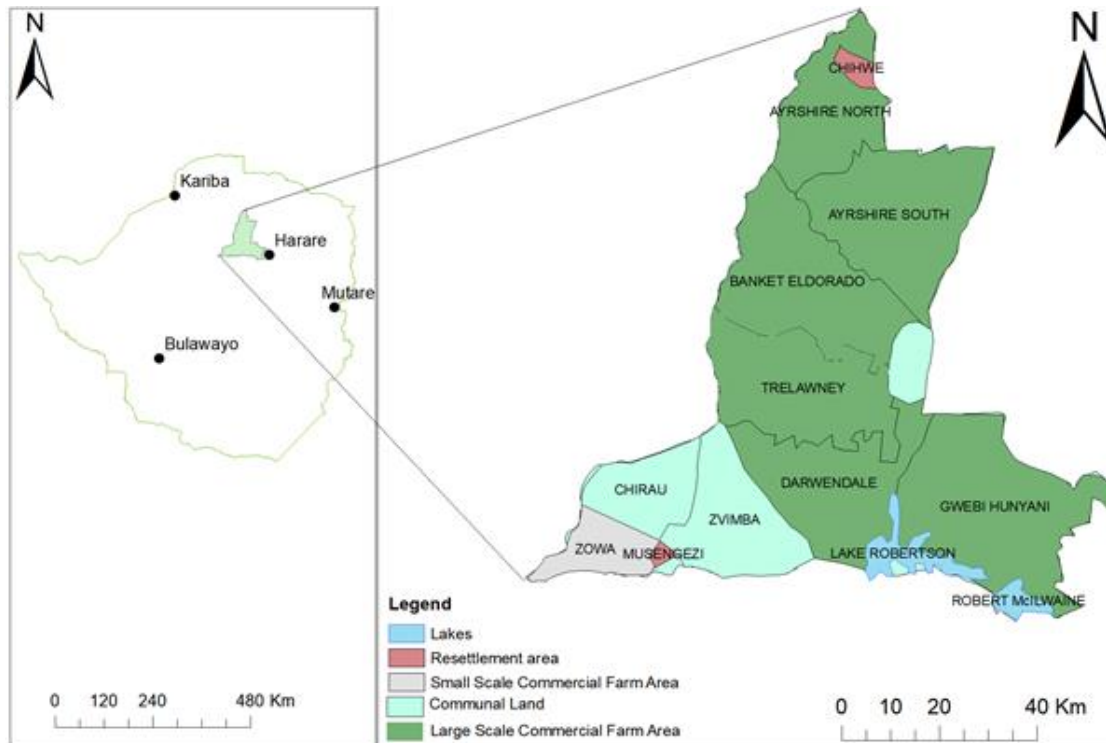 N
Kariba
Harare
Mutare
Bulawayo
0 120 240 480 Km
N
CHIHWE
AYRSHIRE NORTH
AYRSHIRE SOUTH
BANKET ELDORADO
TRELAWNEY
CHIRAU
DARWENDALE
GWEBI HUNYANI
ZVIMBA
ZOWA
MUSENGEZI
LAKE ROBERTSON
ROBERT McILWAINE
Legend
Lakes
Resettlement area
Small Scale Commercial Farm Area
Communal Land
Large Scale Commercial Farm Area
0 10 20 40 Km